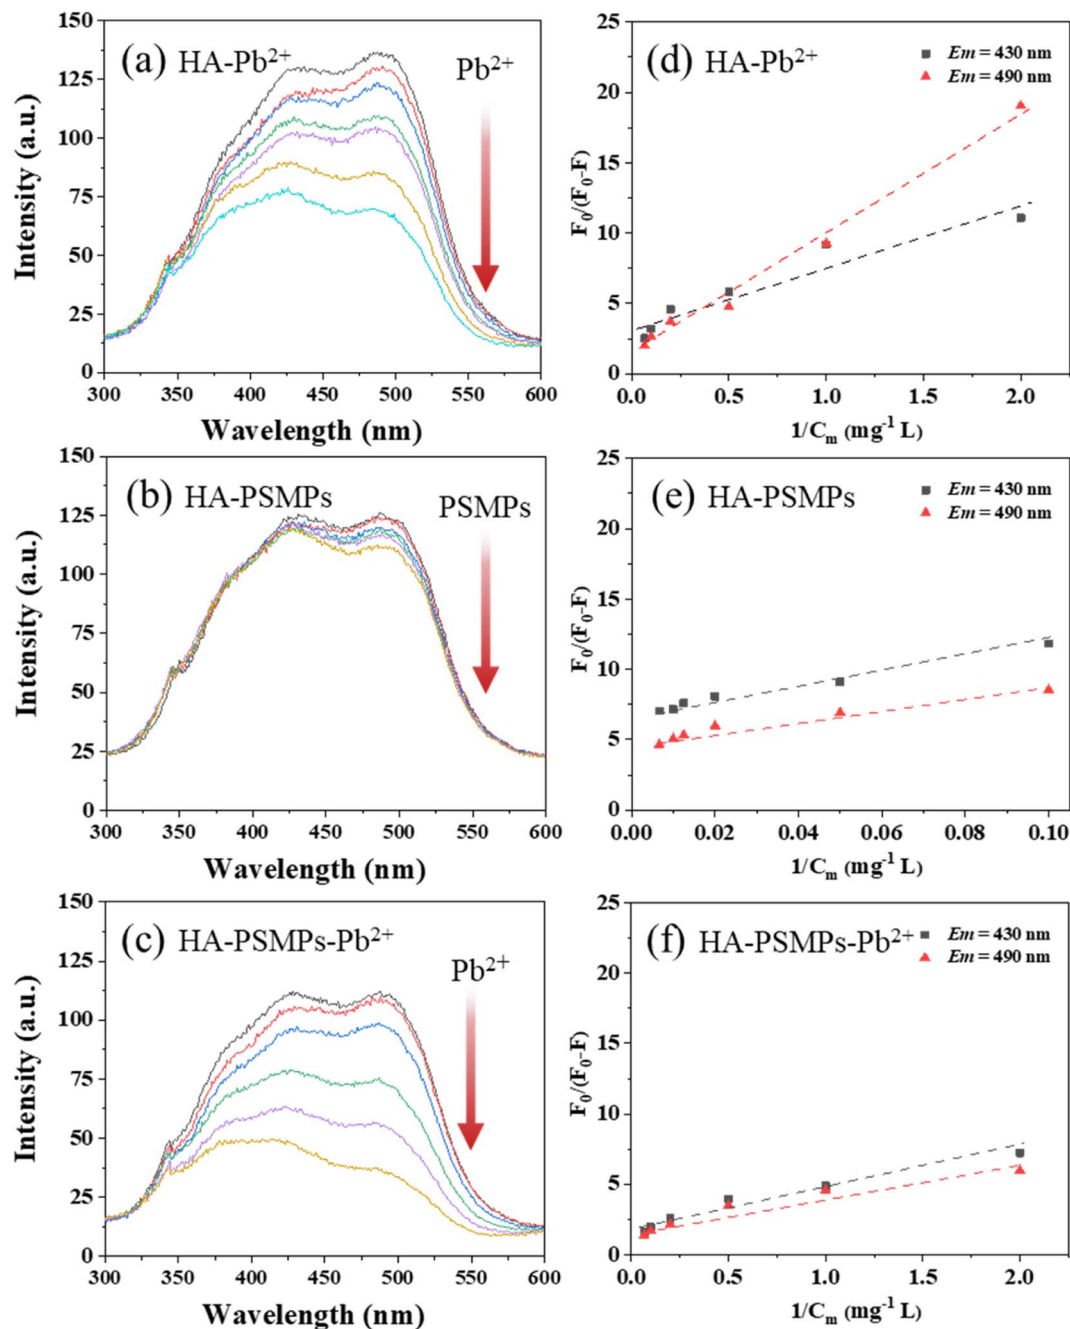 (a) HA-Pb²⁺
Pb²⁺
Intensity (a.u.)
150
125
100
75
50
25
0
300 350 400 450 500 550 600
Wavelength (nm)
(d) HA-Pb²⁺
Em = 430 nm
Em = 490 nm
F₀/(F₀-F)
25
20
15
10
5
0
0.0 0.5 1.0 1.5 2.0
1/Cₘ (mg⁻¹ L)
(b) HA-PSMPs
PSMPs
Intensity (a.u.)
150
125
100
75
50
25
0
300 350 400 450 500 550 600
Wavelength (nm)
(e) HA-PSMPs
Em = 430 nm
Em = 490 nm
F₀/(F₀-F)
25
20
15
10
5
0
0.00 0.02 0.04 0.06 0.08 0.10
1/Cₘ (mg⁻¹ L)
(c) HA-PSMPs-Pb²⁺
Pb²⁺
Intensity (a.u.)
150
125
100
75
50
25
0
300 350 400 450 500 550 600
Wavelength (nm)
(f) HA-PSMPs-Pb²⁺
Em = 430 nm
Em = 490 nm
F₀/(F₀-F)
25
20
15
10
5
0
0.0 0.5 1.0 1.5 2.0
1/Cₘ (mg⁻¹ L)